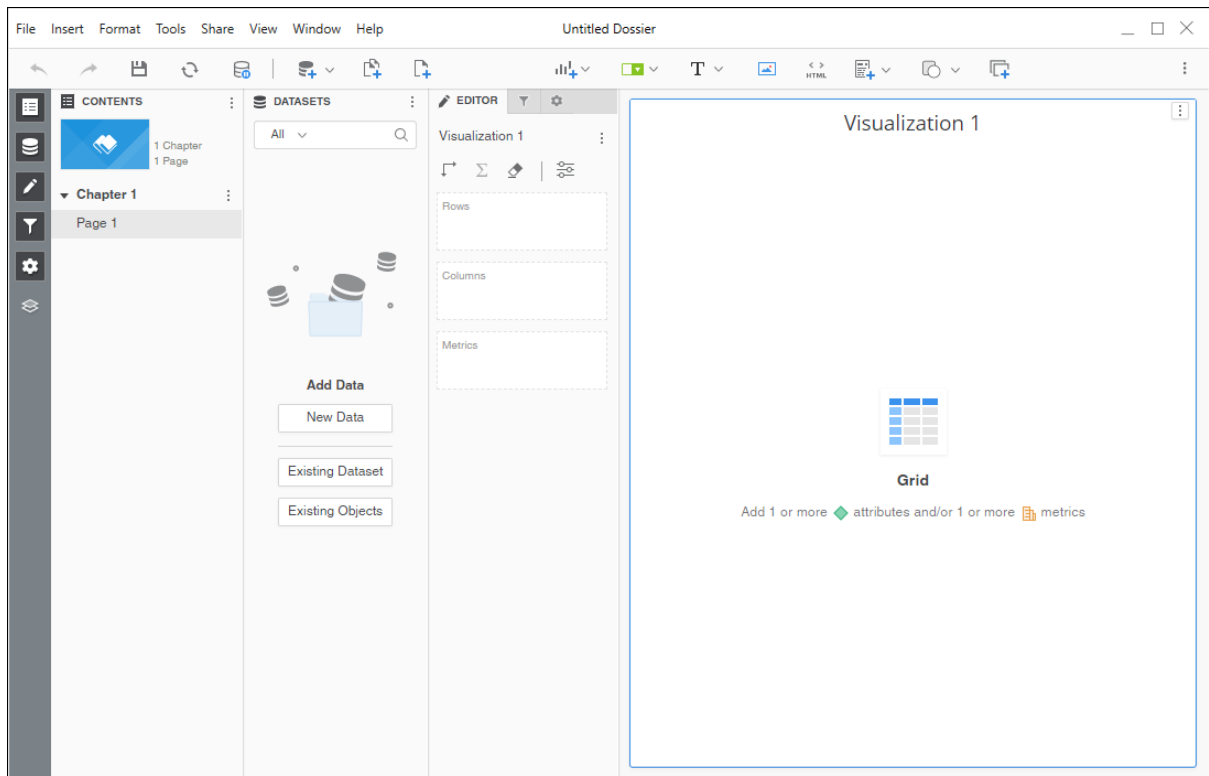 File Insert Format Tools Share View Window Help Untitled Dossier
T HTML
CONTENTS
1 Chapter
1 Page
Chapter 1
Page 1
DATASETS
All
Add Data
New Data
Existing Dataset
Existing Objects
EDITOR
Visualization 1
Σ
Rows
Columns
Metrics
Visualization 1
Grid
Add 1 or more attributes and/or 1 or more metrics